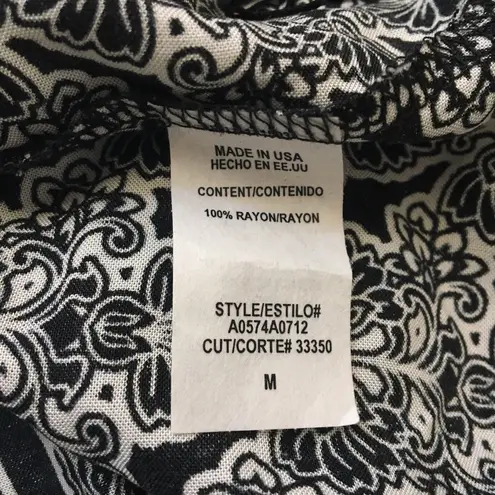 MADE IN USA
HECHO EN EE.UU
CONTENT/CONTENIDO
100% RAYON/RAYON
STYLE/ESTILO#
A0574A0712
CUT/CORTE# 33350
M